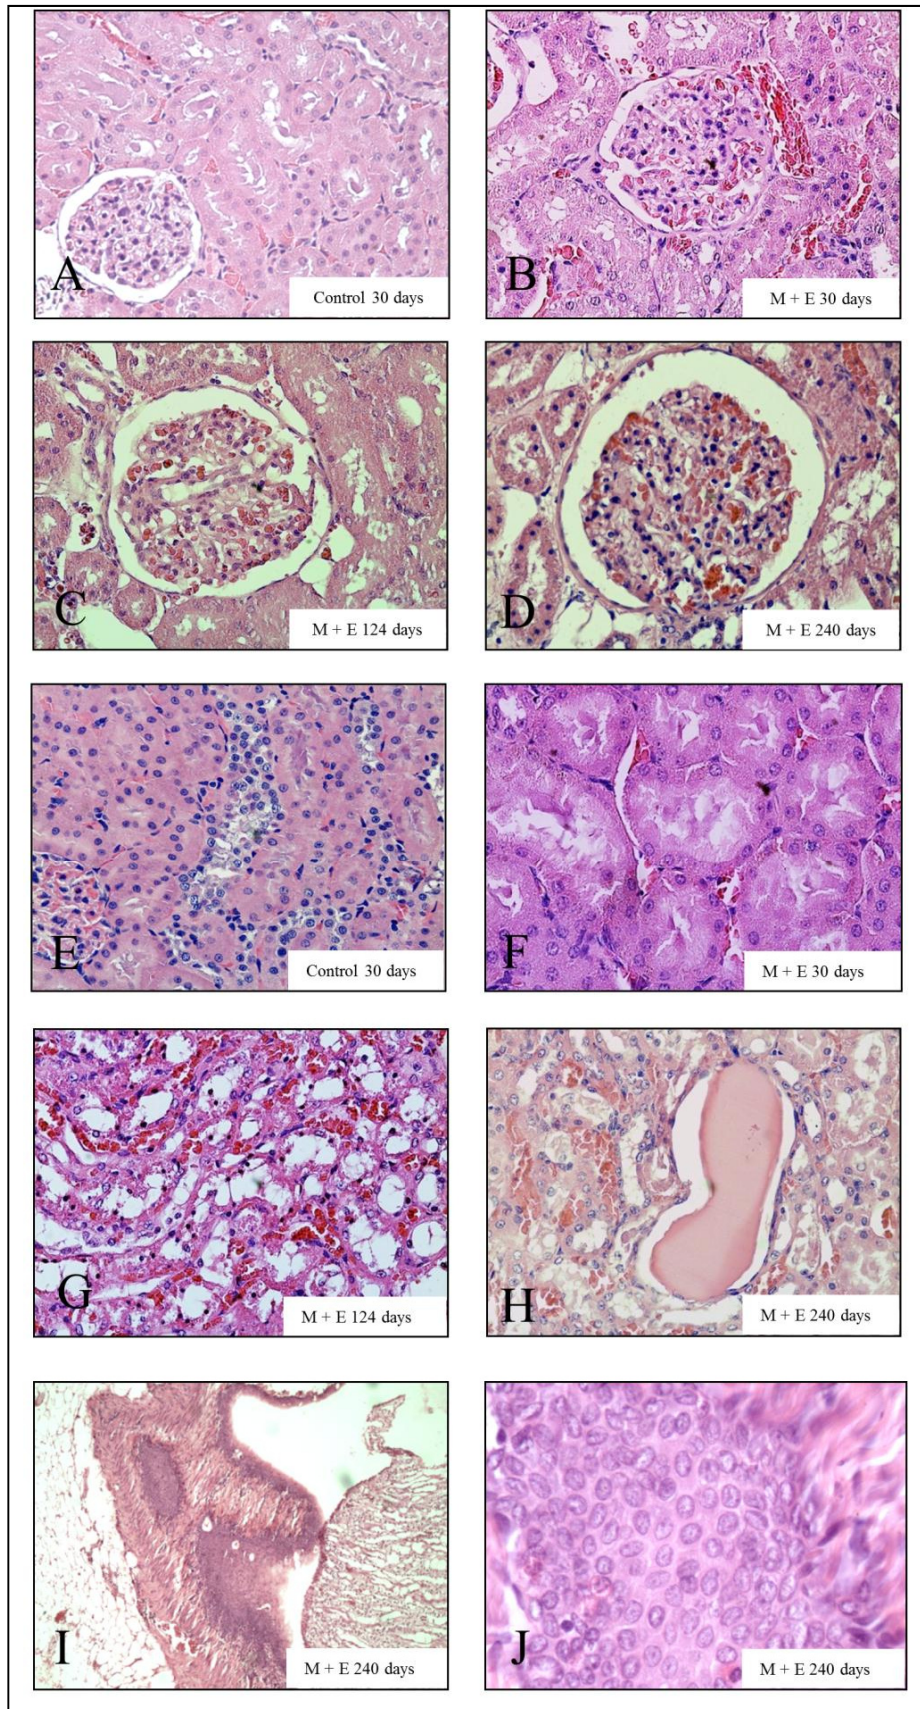 A
Control 30 days
B
M + E 30 days
C
M + E 124 days
D
M + E 240 days
E
Control 30 days
F
M + E 30 days
G
M + E 124 days
H
M + E 240 days
I
M + E 240 days
J
M + E 240 days